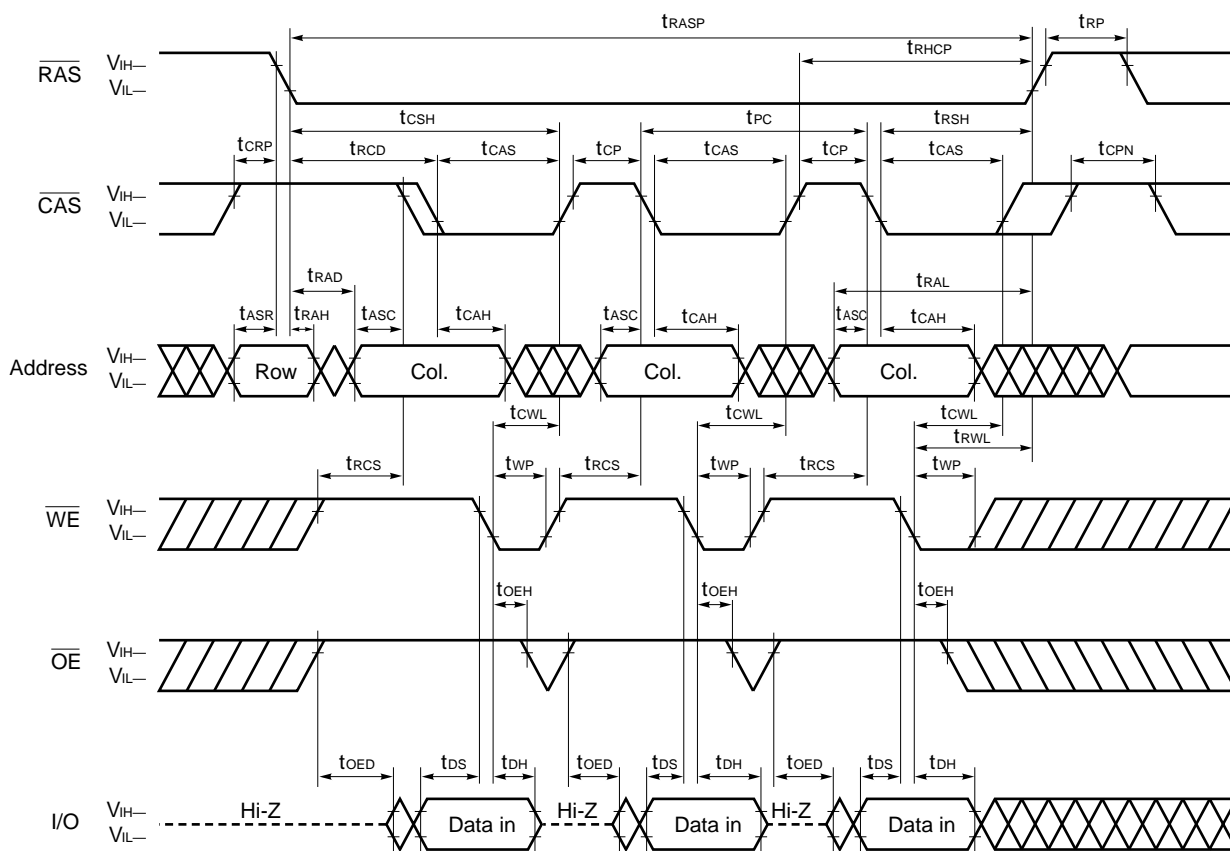 tRASP tRP
tRHCP
RAS VIH—
VIL—
tCSH tPC tRSH
tCRP tRCD tCAS tCP tCAS tCP tCAS tCPN
CAS VIH—
VIL—
tRAD tRAL
tASR tRAH tASC tCAH tASC tCAH tASC tCAH
Address VIH—
VIL—
Row Col. Col. Col.
tCWL tCWL tCWL
tRWL
tRCS tWP tRCS tWP tRCS tWP
WE VIH—
VIL—
tOEH tOEH tOEH
OE VIH—
VIL—
tOED tDS tDH tOED tDS tDH tOED tDS tDH
I/O VIH—
VIL—
Hi-Z Data in Hi-Z Data in Hi-Z Data in